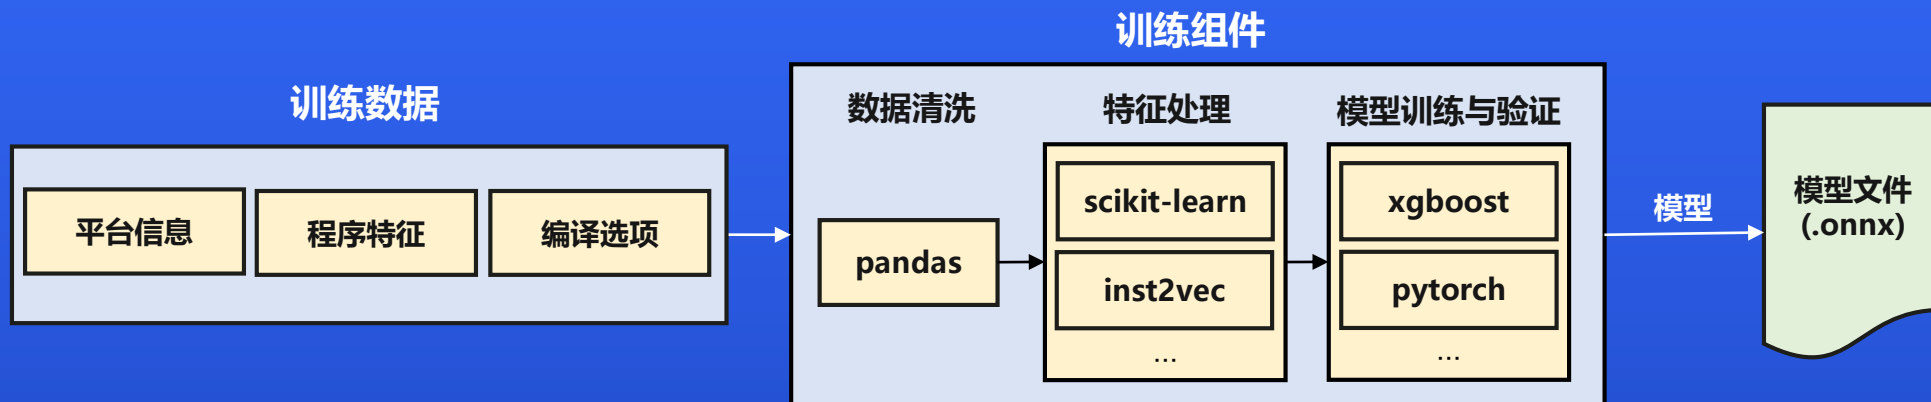 训练数据
平台信息
程序特征
编译选项
训练组件
数据清洗
pandas
特征处理
scikit-learn
inst2vec
...
模型训练与验证
xgboost
pytorch
...
模型
模型文件
(.onnx)